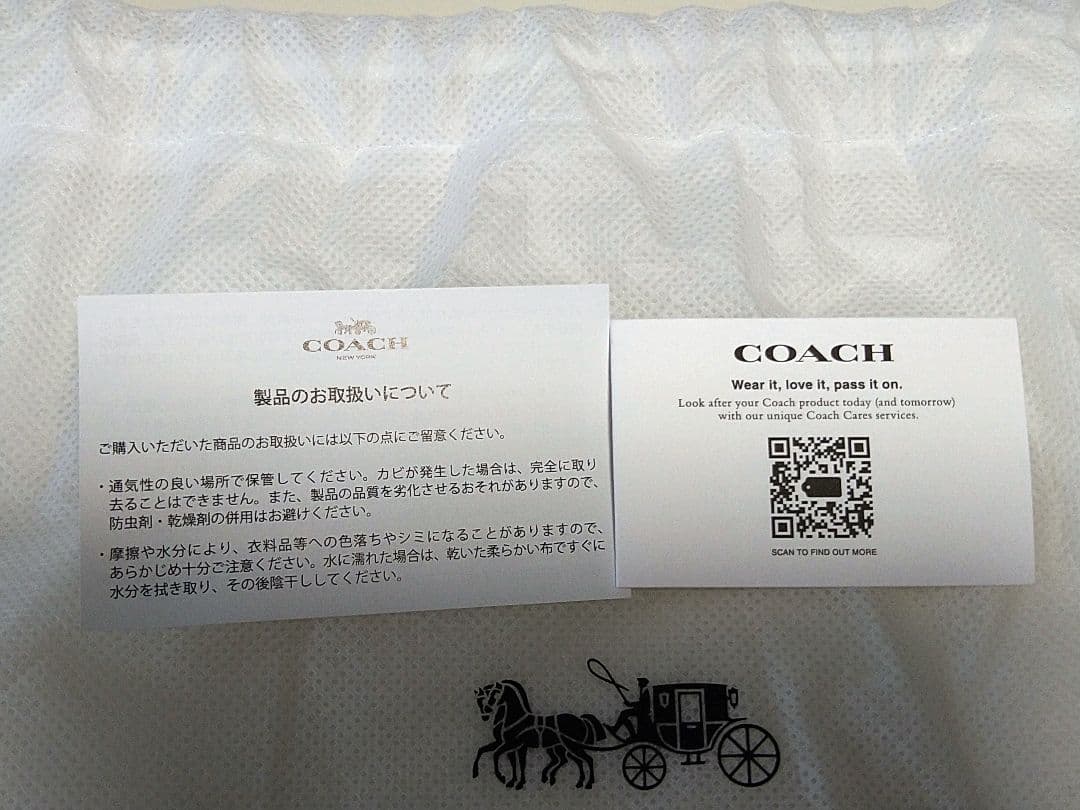 COACH
NEW YORK
製品のお取扱いについて
ご購入いただいた商品のお取扱いには以下の点にご留意ください。
・通気性の良い場所で保管してください。カビが発生した場合は、完全に取り
去ることはできません。また、製品の品質を劣化させるおそれがありますので、
防虫剤・乾燥剤の併用はお避けください。
・摩擦や水分により、衣料品等への色落ちやシミになることがありますので、
あらかじめ十分ご注意ください。水に濡れた場合は、乾いた柔らかい布ですぐに
水分を拭き取り、その後陰干ししてください。
COACH
Wear it, love it, pass it on.
Look after your Coach product today (and tomorrow)
with our unique Coach Cares services.
SCAN TO FIND OUT MORE